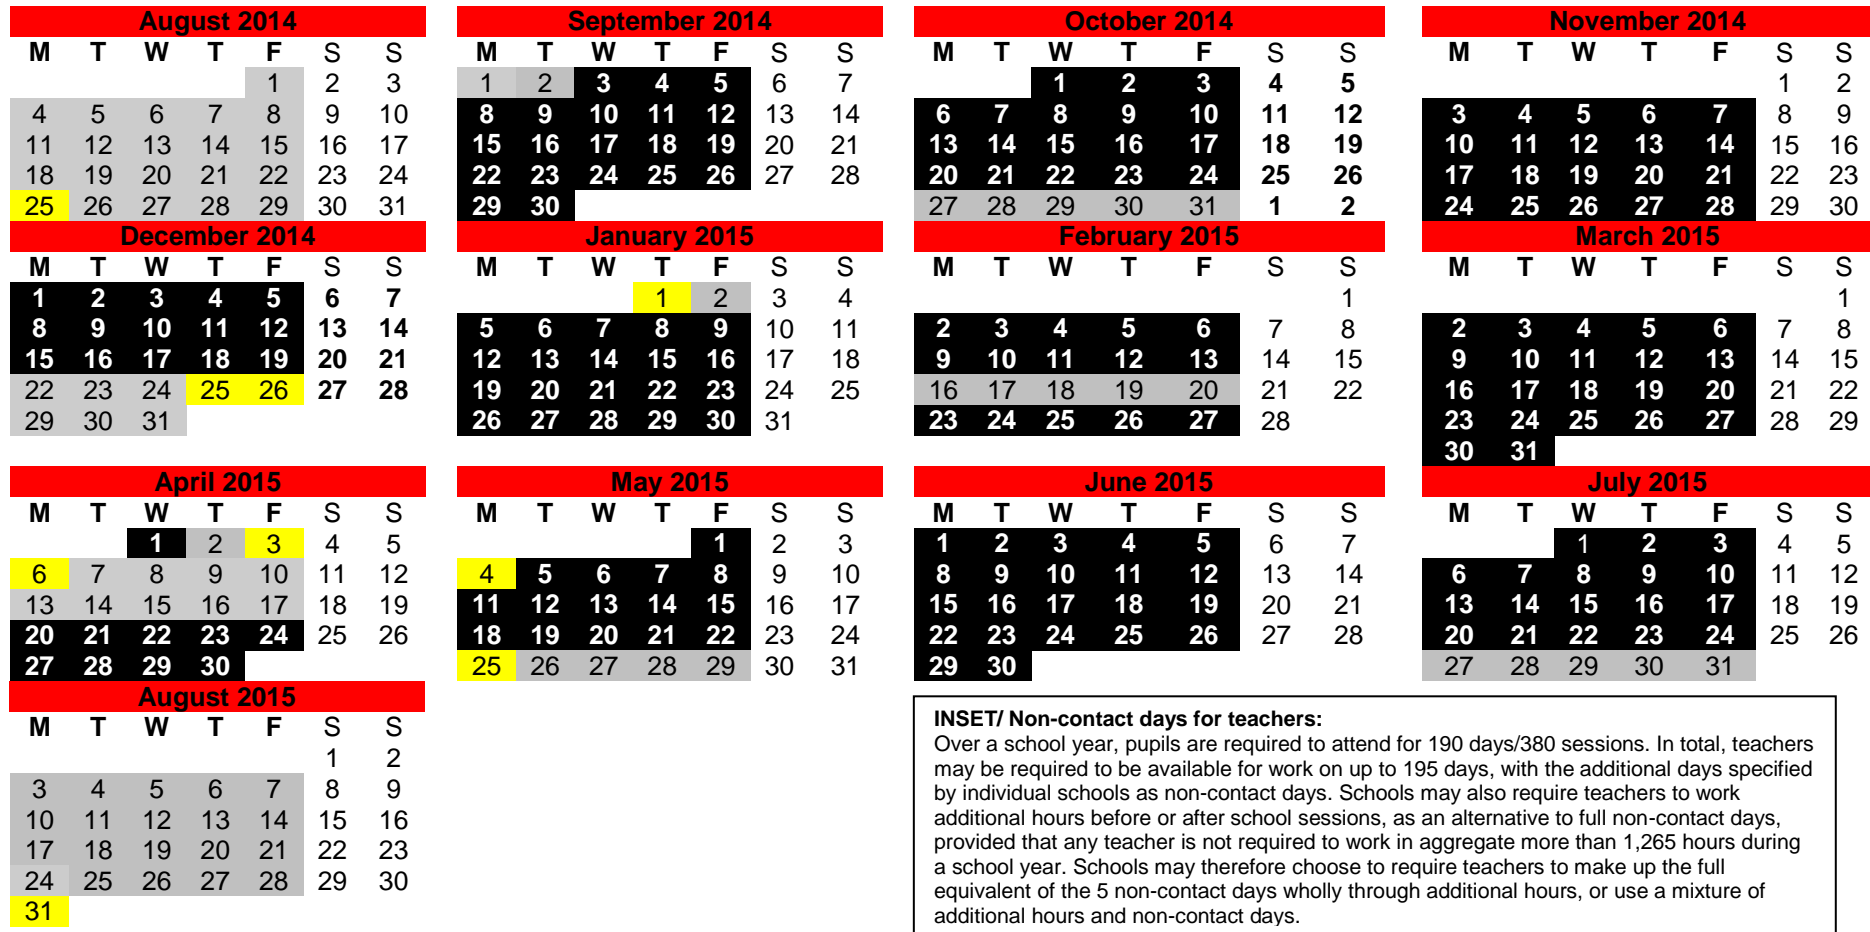 August 2014 September 2014 October 2014 November 2014
M T W T F S S M T W T F S S M T W T F S S M T W T F S S
1 2 3 1 2 3 4 5 6 7 1 2 3 4 5 1 2
4 5 6 7 8 9 10 8 9 10 11 12 13 14 6 7 8 9 10 11 12 3 4 5 6 7 8 9
11 12 13 14 15 16 17 15 16 17 18 19 20 21 13 14 15 16 17 18 19 10 11 12 13 14 15 16
18 19 20 21 22 23 24 22 23 24 25 26 27 28 20 21 22 23 24 25 26 17 18 19 20 21 22 23
25 26 27 28 29 30 31 29 30 27 28 29 30 31 1 2 24 25 26 27 28 29 30
December 2014 January 2015 February 2015 March 2015
M T W T F S S M T W T F S S M T W T F S S M T W T F S S
1 2 3 4 5 6 7 1 2 3 4 1 1
8 9 10 11 12 13 14 5 6 7 8 9 10 11 2 3 4 5 6 7 8 2 3 4 5 6 7 8
15 16 17 18 19 20 21 12 13 14 15 16 17 18 9 10 11 12 13 14 15 9 10 11 12 13 14 15
22 23 24 25 26 27 28 19 20 21 22 23 24 25 16 17 18 19 20 21 22 16 17 18 19 20 21 22
29 30 31 26 27 28 29 30 31 23 24 25 26 27 28 23 24 25 26 27 28 29
30 31
April 2015 May 2015 June 2015 July 2015
M T W T F S S M T W T F S S M T W T F S S M T W T F S S
1 2 3 4 5 1 2 3 1 2 3 4 5 6 7 1 2 3 4 5
6 7 8 9 10 11 12 4 5 6 7 8 9 10 8 9 10 11 12 13 14 6 7 8 9 10 11 12
13 14 15 16 17 18 19 11 12 13 14 15 16 17 15 16 17 18 19 20 21 13 14 15 16 17 18 19
20 21 22 23 24 25 26 18 19 20 21 22 23 24 22 23 24 25 26 27 28 20 21 22 23 24 25 26
27 28 29 30 25 26 27 28 29 30 31 29 30 27 28 29 30 31
August 2015
M T W T F S S
1 2
3 4 5 6 7 8 9
10 11 12 13 14 15 16
17 18 19 20 21 22 23
24 25 26 27 28 29 30
31
INSET/ Non-contact days for teachers:
Over a school year, pupils are required to attend for 190 days/380 sessions. In total, teachers
may be required to be available for work on up to 195 days, with the additional days specified
by individual schools as non-contact days. Schools may also require teachers to work
additional hours before or after school sessions, as an alternative to full non-contact days,
provided that any teacher is not required to work in aggregate more than 1,265 hours during
a school year. Schools may therefore choose to require teachers to make up the full
equivalent of the 5 non-contact days wholly through additional hours, or use a mixture of
additional hours and non-contact days.